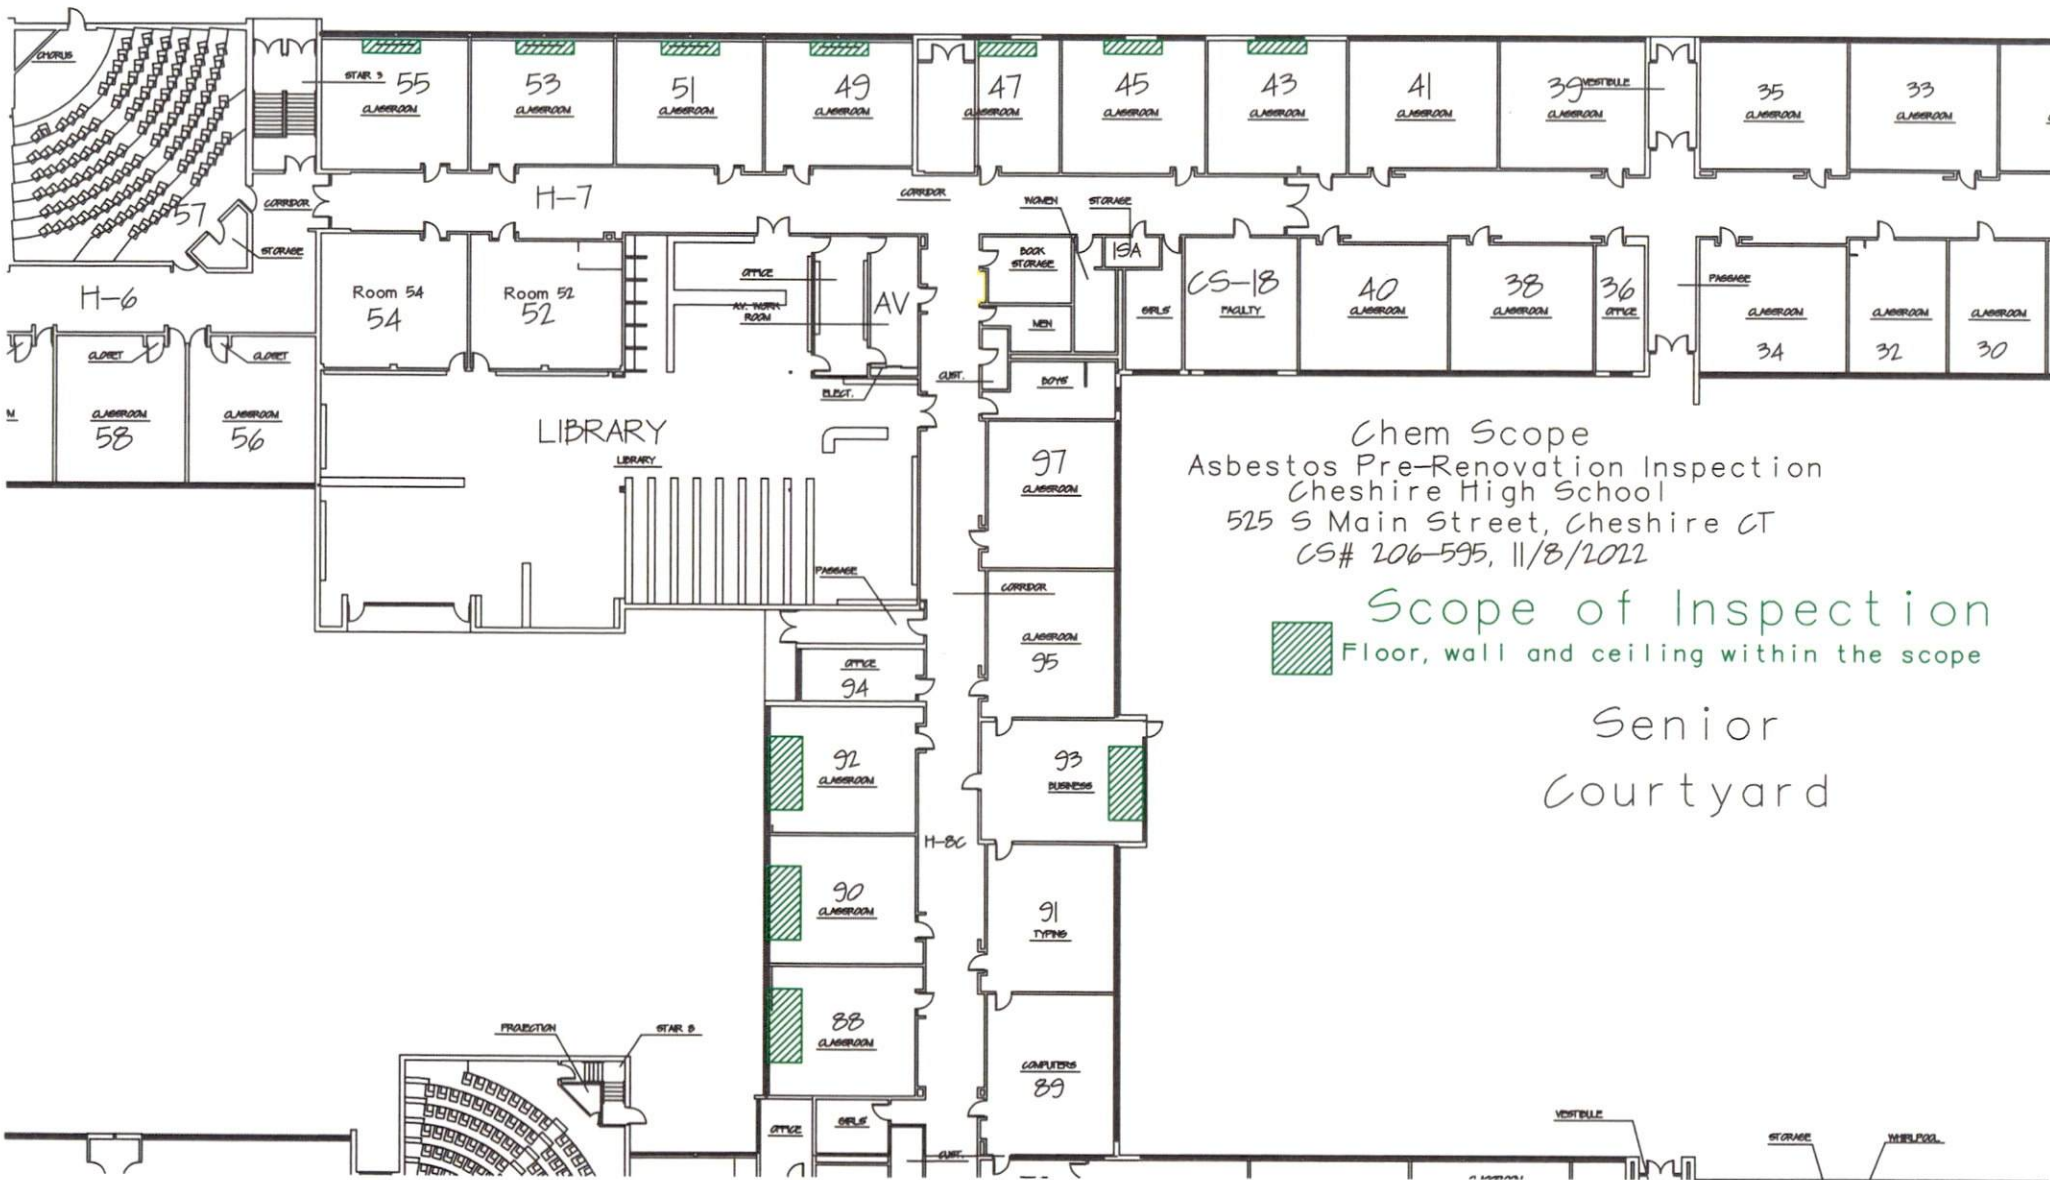 CHORUS
STAIR 3
55
CLASSROOM
53
CLASSROOM
51
CLASSROOM
49
CLASSROOM
47
CLASSROOM
45
CLASSROOM
43
CLASSROOM
41
CLASSROOM
39
CLASSROOM
VESTIBULE
35
CLASSROOM
33
CLASSROOM
57
CORRIDOR
STORAGE
H-7
CORRIDOR
WOMEN
STORAGE
H-6
Room 54
54
Room 52
52
OFFICE
AV. WORK
ROOM
AV
BOOK
STORAGE
MEN
15A
GIRLS'
CS-18
FACULTY
40
CLASSROOM
38
CLASSROOM
36
OFFICE
PASSAGE
CLASSROOM
34
CLASSROOM
32
CLASSROOM
30
CLOSET
CLOSET
M
CLASSROOM
58
CLASSROOM
56
CUST.
BOYS'
ELECT.
LIBRARY
LIBRARY
97
CLASSROOM
Chem Scope
Asbestos Pre-Renovation Inspection
Cheshire High School
525 S Main Street, Cheshire CT
CS# 206-595, 11/8/2022
Scope of Inspection
Floor, wall and ceiling within the scope
Senior
Courtyard
PASSAGE
CORRIDOR
CLASSROOM
95
OFFICE
94
92
CLASSROOM
93
BUSINESS
H-8C
90
CLASSROOM
91
TYPING
88
CLASSROOM
COMPUTERS
89
PROJECTION
STAIR 8
OFFICE
GIRLS'
CUST.
VESTIBULE
STORAGE
WHIRLPOOL
CLASSROOM